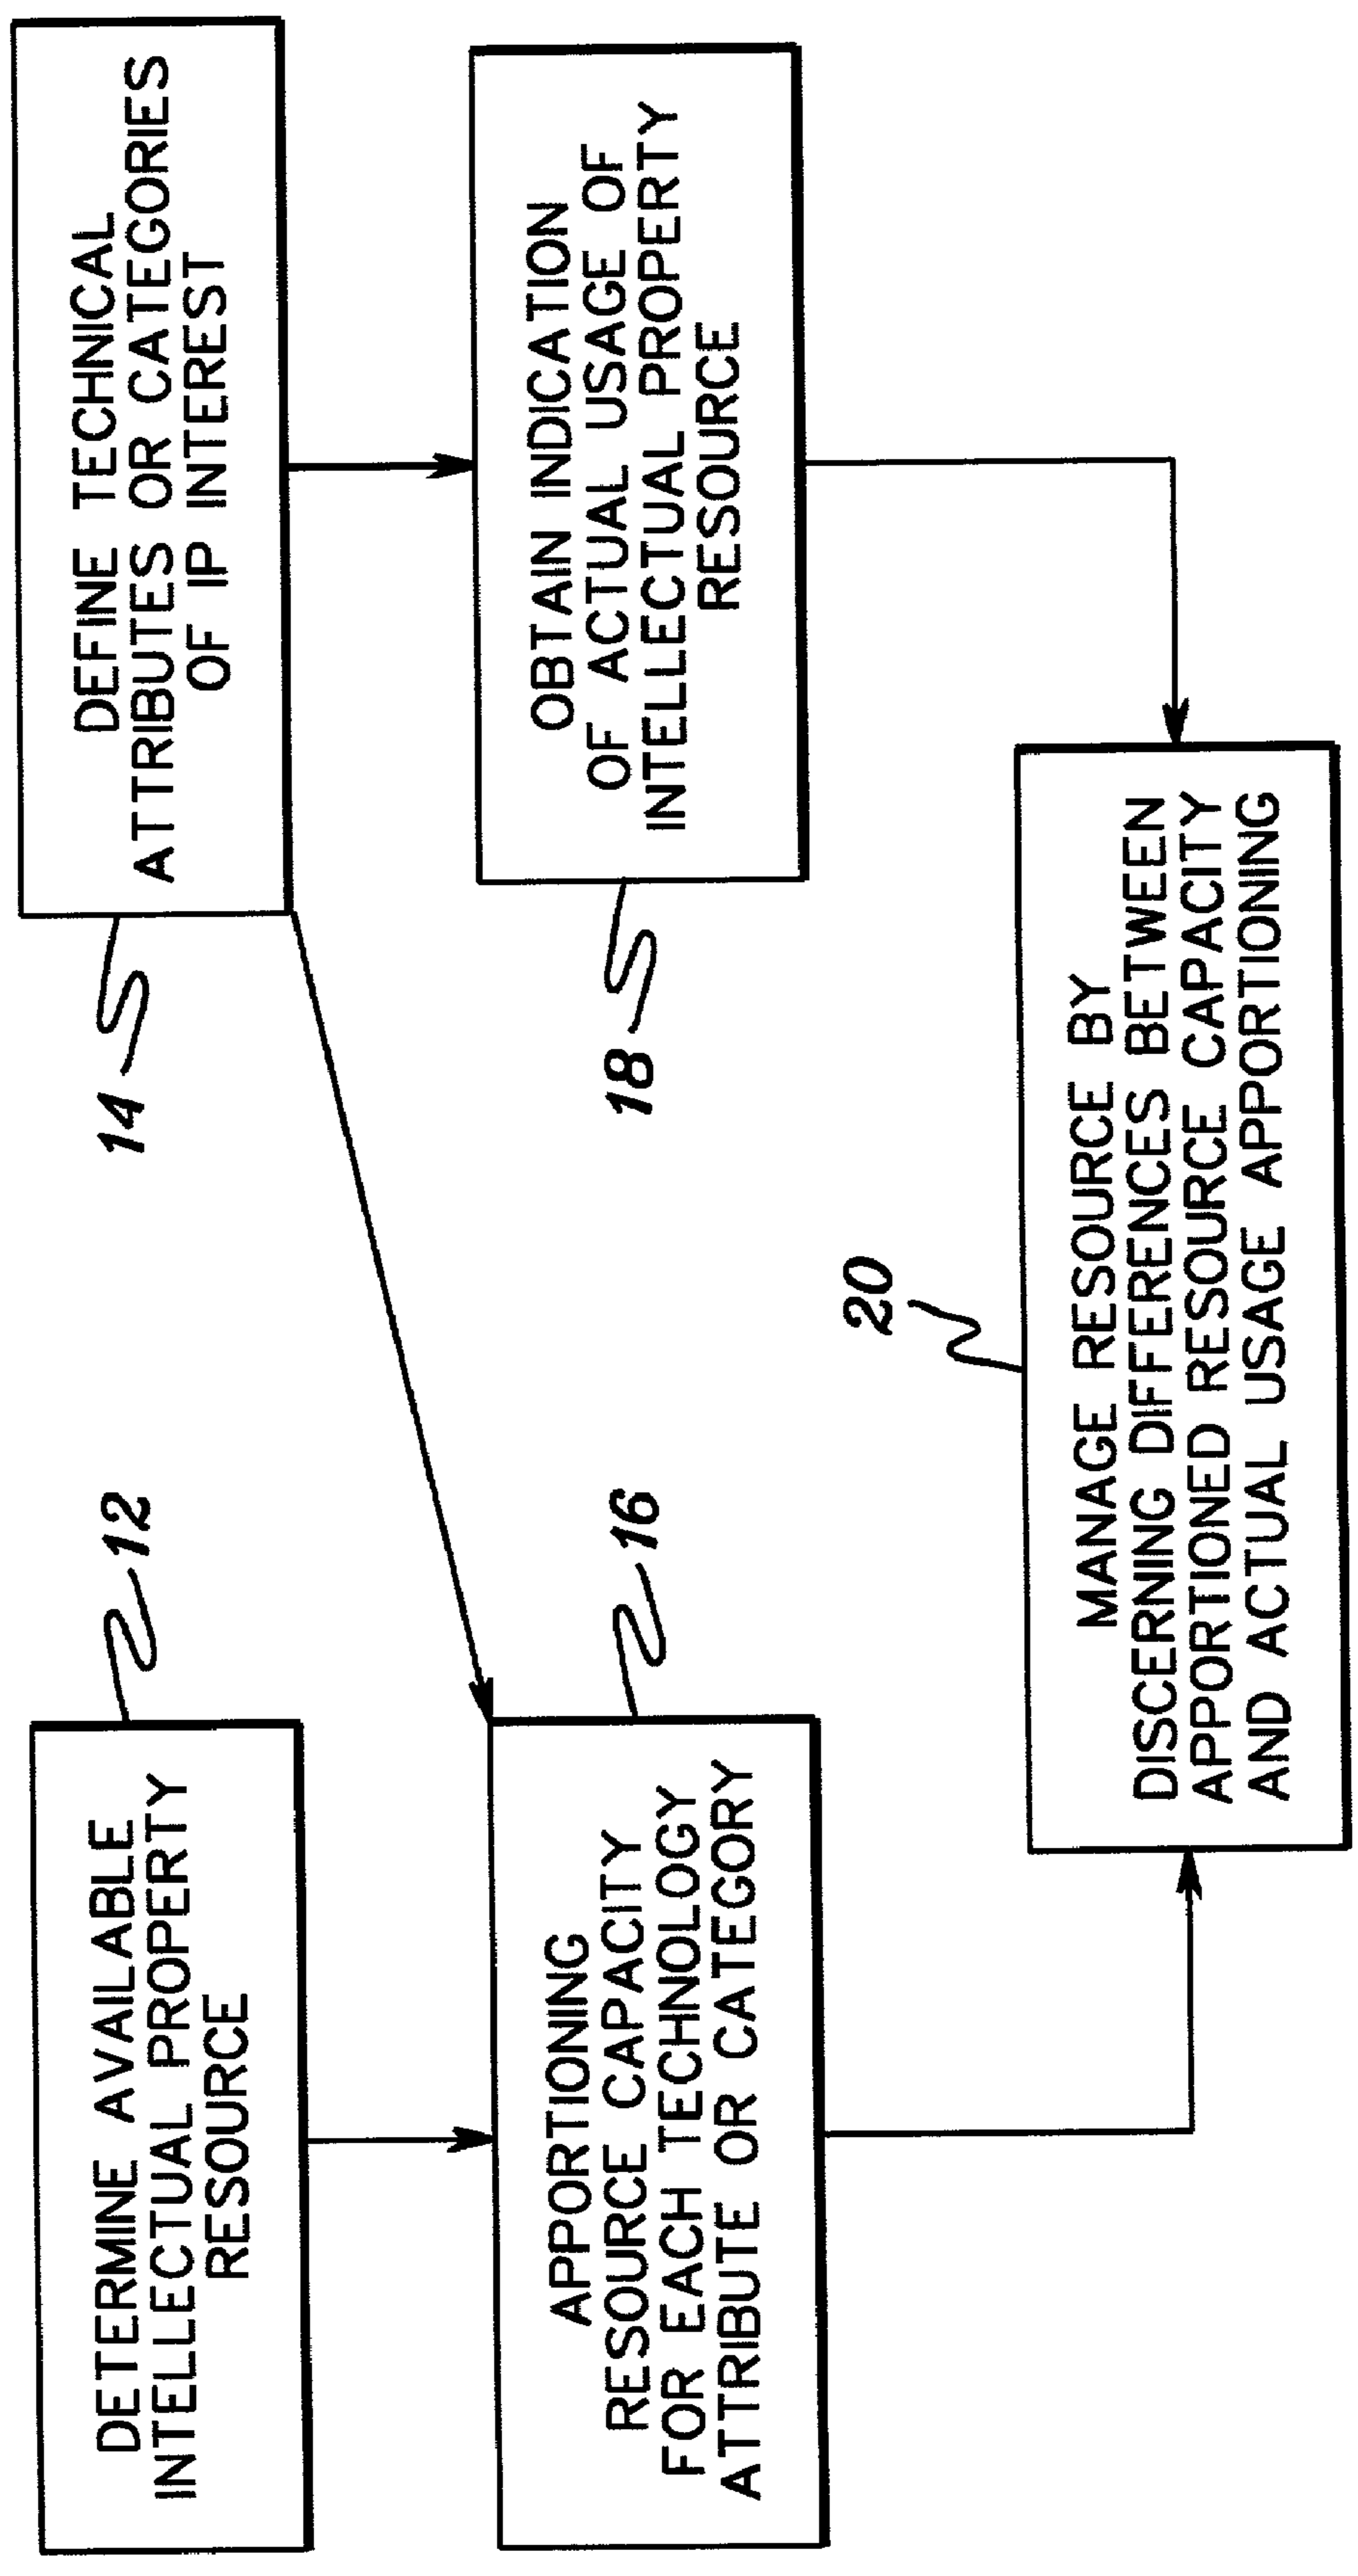 DETERMINE AVAILABLE
INTELLECTUAL PROPERTY
RESOURCE
12
DEFINE TECHNICAL
ATTRIBUTES OR CATEGORIES
OF IP INTEREST
14
APPORTIONING
RESOURCE CAPACITY
FOR EACH TECHNOLOGY
ATTRIBUTE OR CATEGORY
16
OBTAIN INDICATION
OF ACTUAL USAGE OF
INTELLECTUAL PROPERTY
RESOURCE
18
20
MANAGE RESOURCE BY
DISCERNING DIFFERENCES BETWEEN
APPORTIONED RESOURCE CAPACITY
AND ACTUAL USAGE APPORTIONING